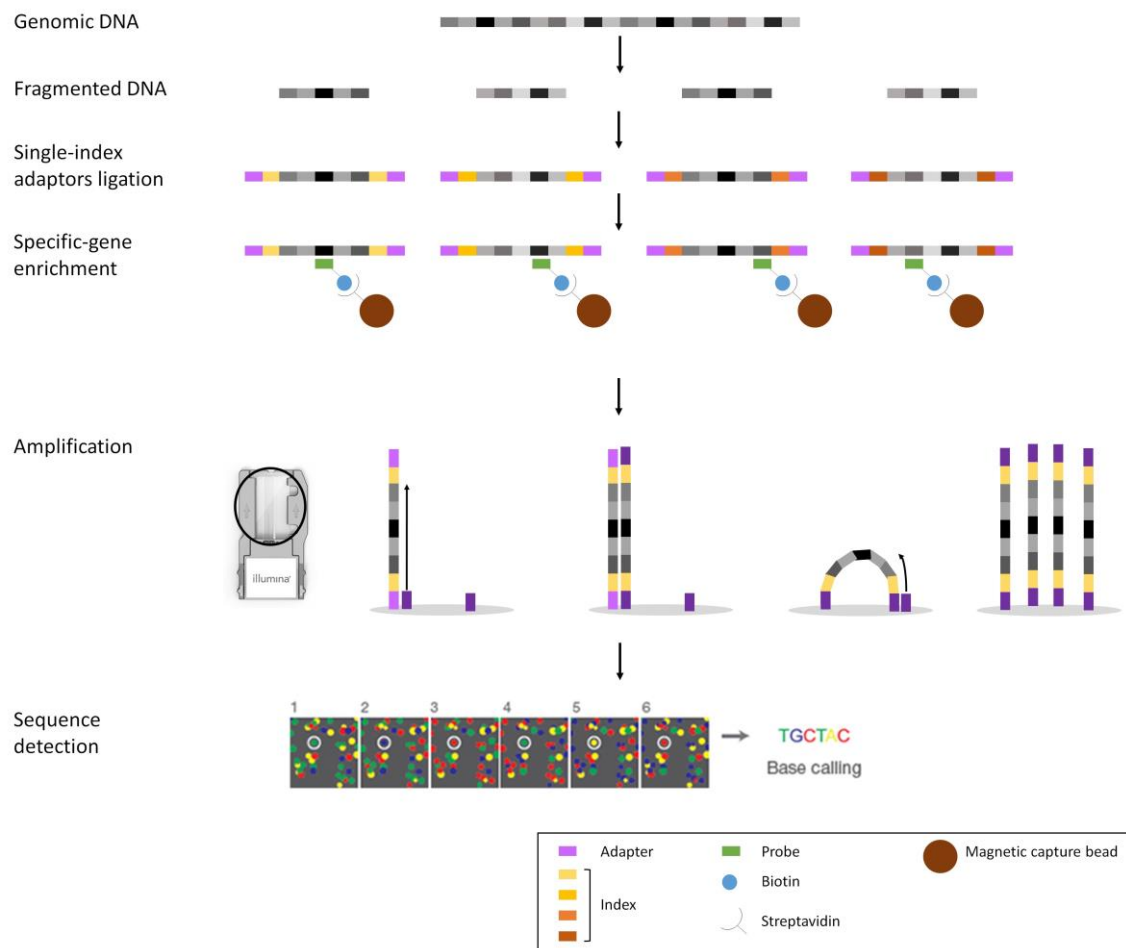 Genomic DNA
Fragmented DNA
Single-index
adaptors ligation
Specific-gene
enrichment
Amplification
illumina
Sequence
detection
1 2 3 4 5 6
TGCTAC
Base calling
Adapter
Index
Probe
Biotin
Streptavidin
Magnetic capture bead